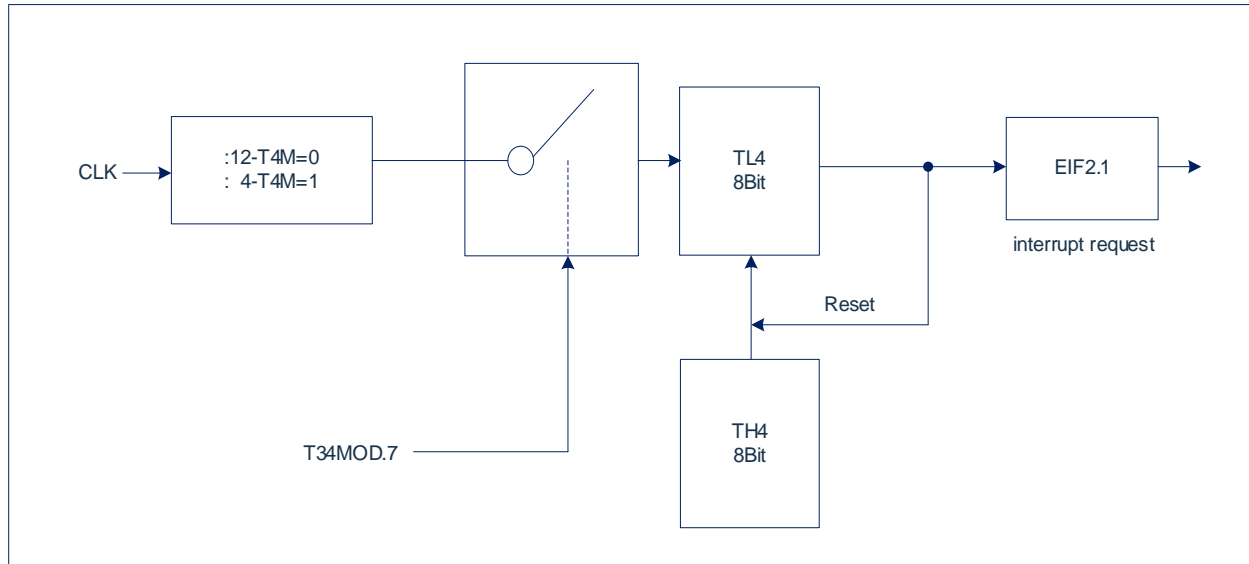 CLK
:12-T4M=0
: 4-T4M=1
TL4
8Bit
EIF2.1
interrupt request
Reset
TH4
8Bit
T34MOD.7